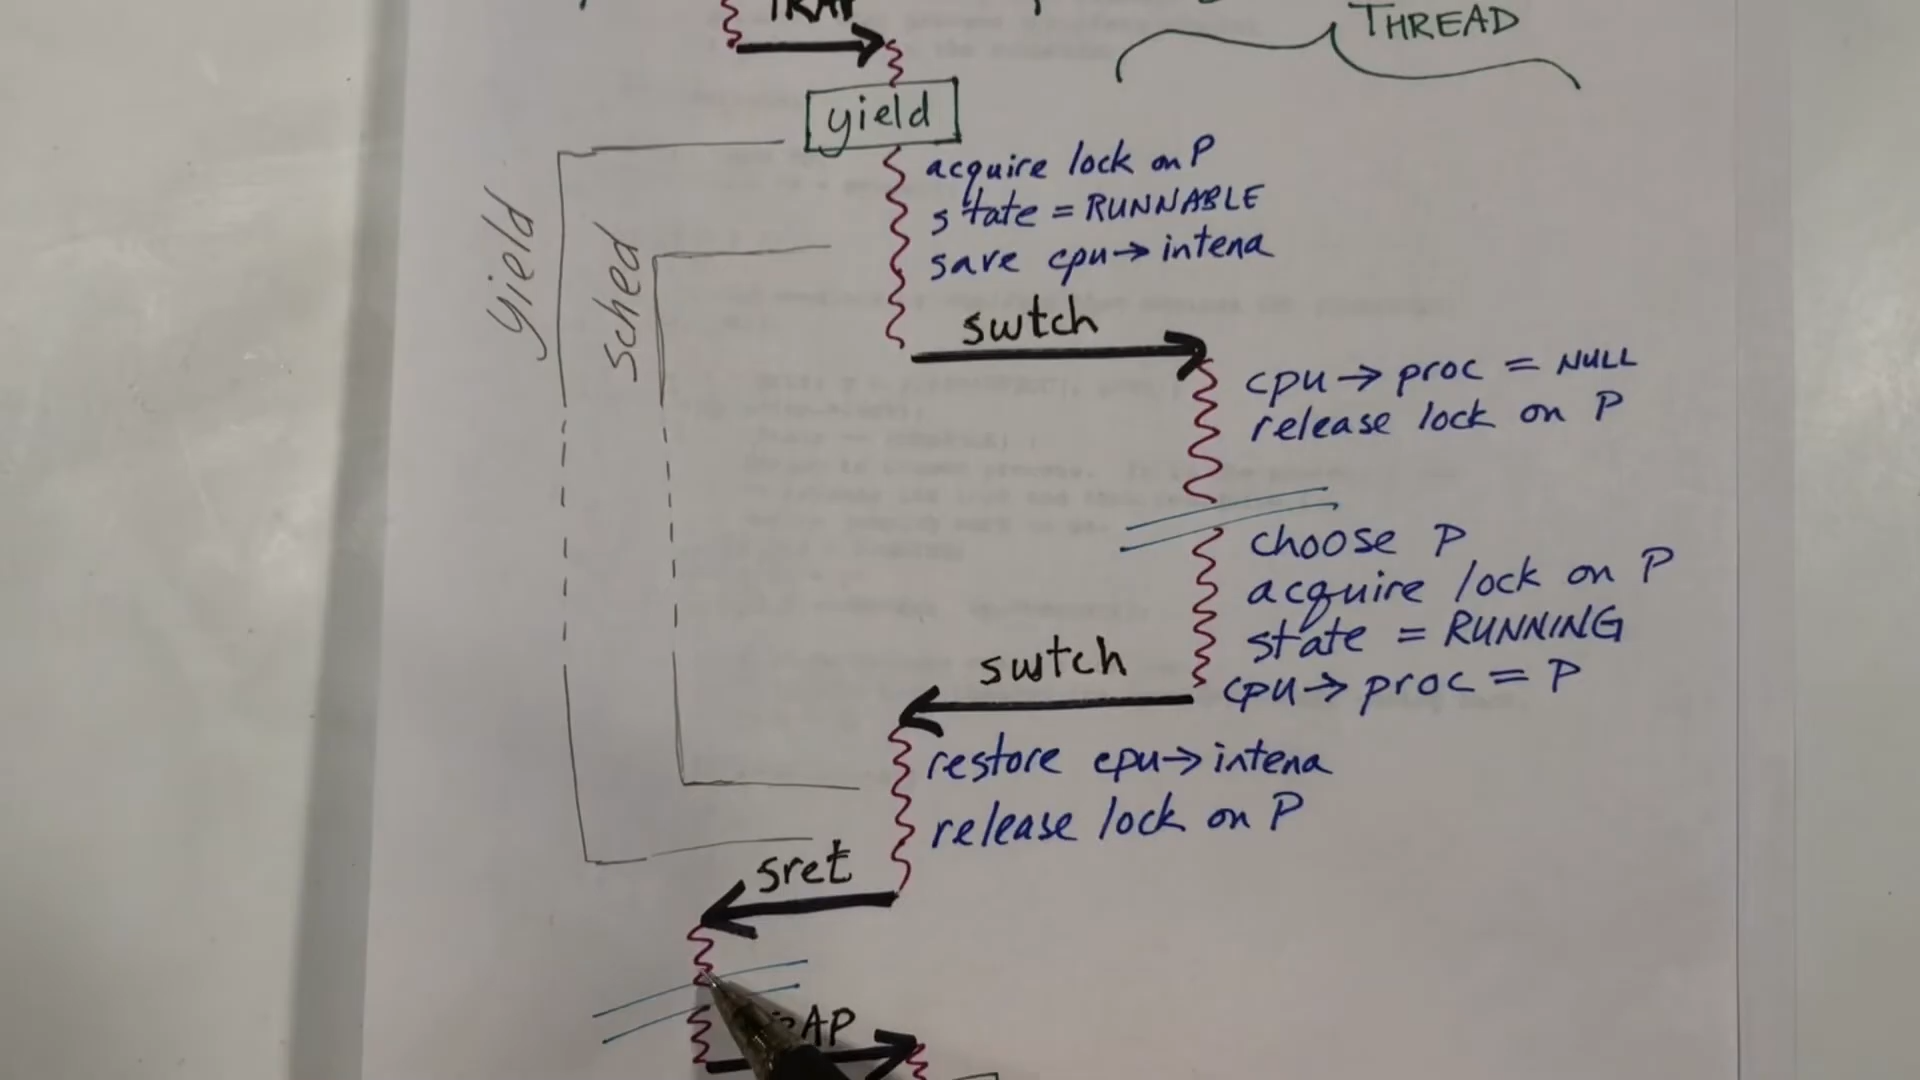 TRAP
THREAD
yield
acquire lock on P
state = RUNNABLE
save cpu→intena
yield
sched
swtch
cpu→proc = NULL
release lock on P
choose P
acquire lock on P
state = RUNNING
cpu→proc = P
swtch
restore cpu→intena
release lock on P
sret